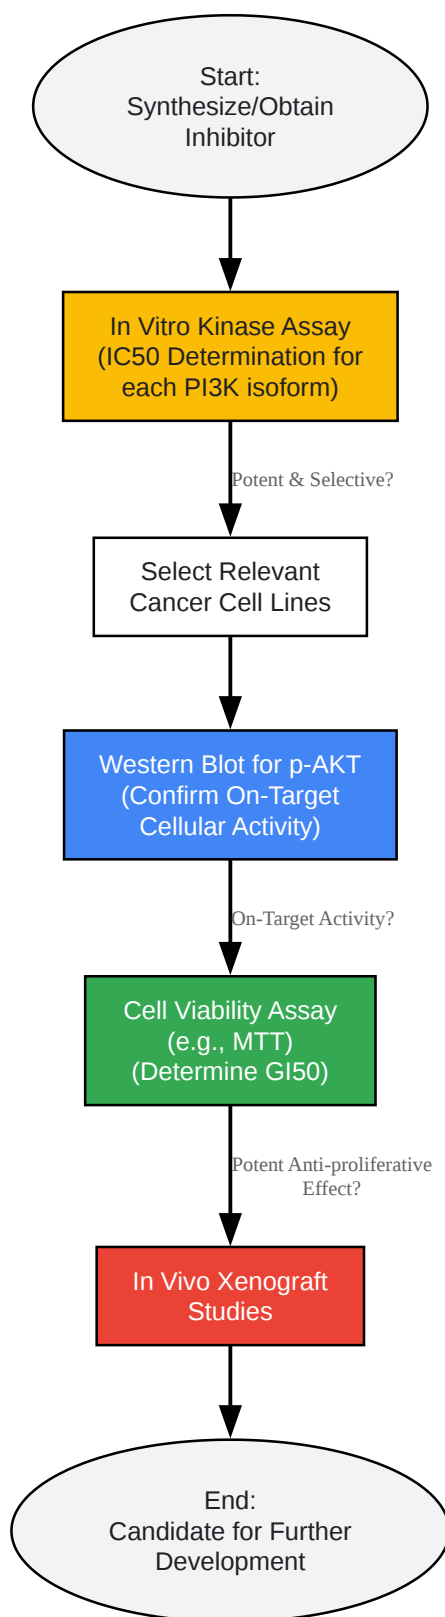 Start:
Synthesize/Obtain
Inhibitor
In Vitro Kinase Assay
(IC50 Determination for
each PI3K isoform)
Potent & Selective?
Select Relevant
Cancer Cell Lines
Western Blot for p-AKT
(Confirm On-Target
Cellular Activity)
On-Target Activity?
Cell Viability Assay
(e.g., MTT)
(Determine GI50)
Potent Anti-proliferative
Effect?
In Vivo Xenograft
Studies
End:
Candidate for Further
Development